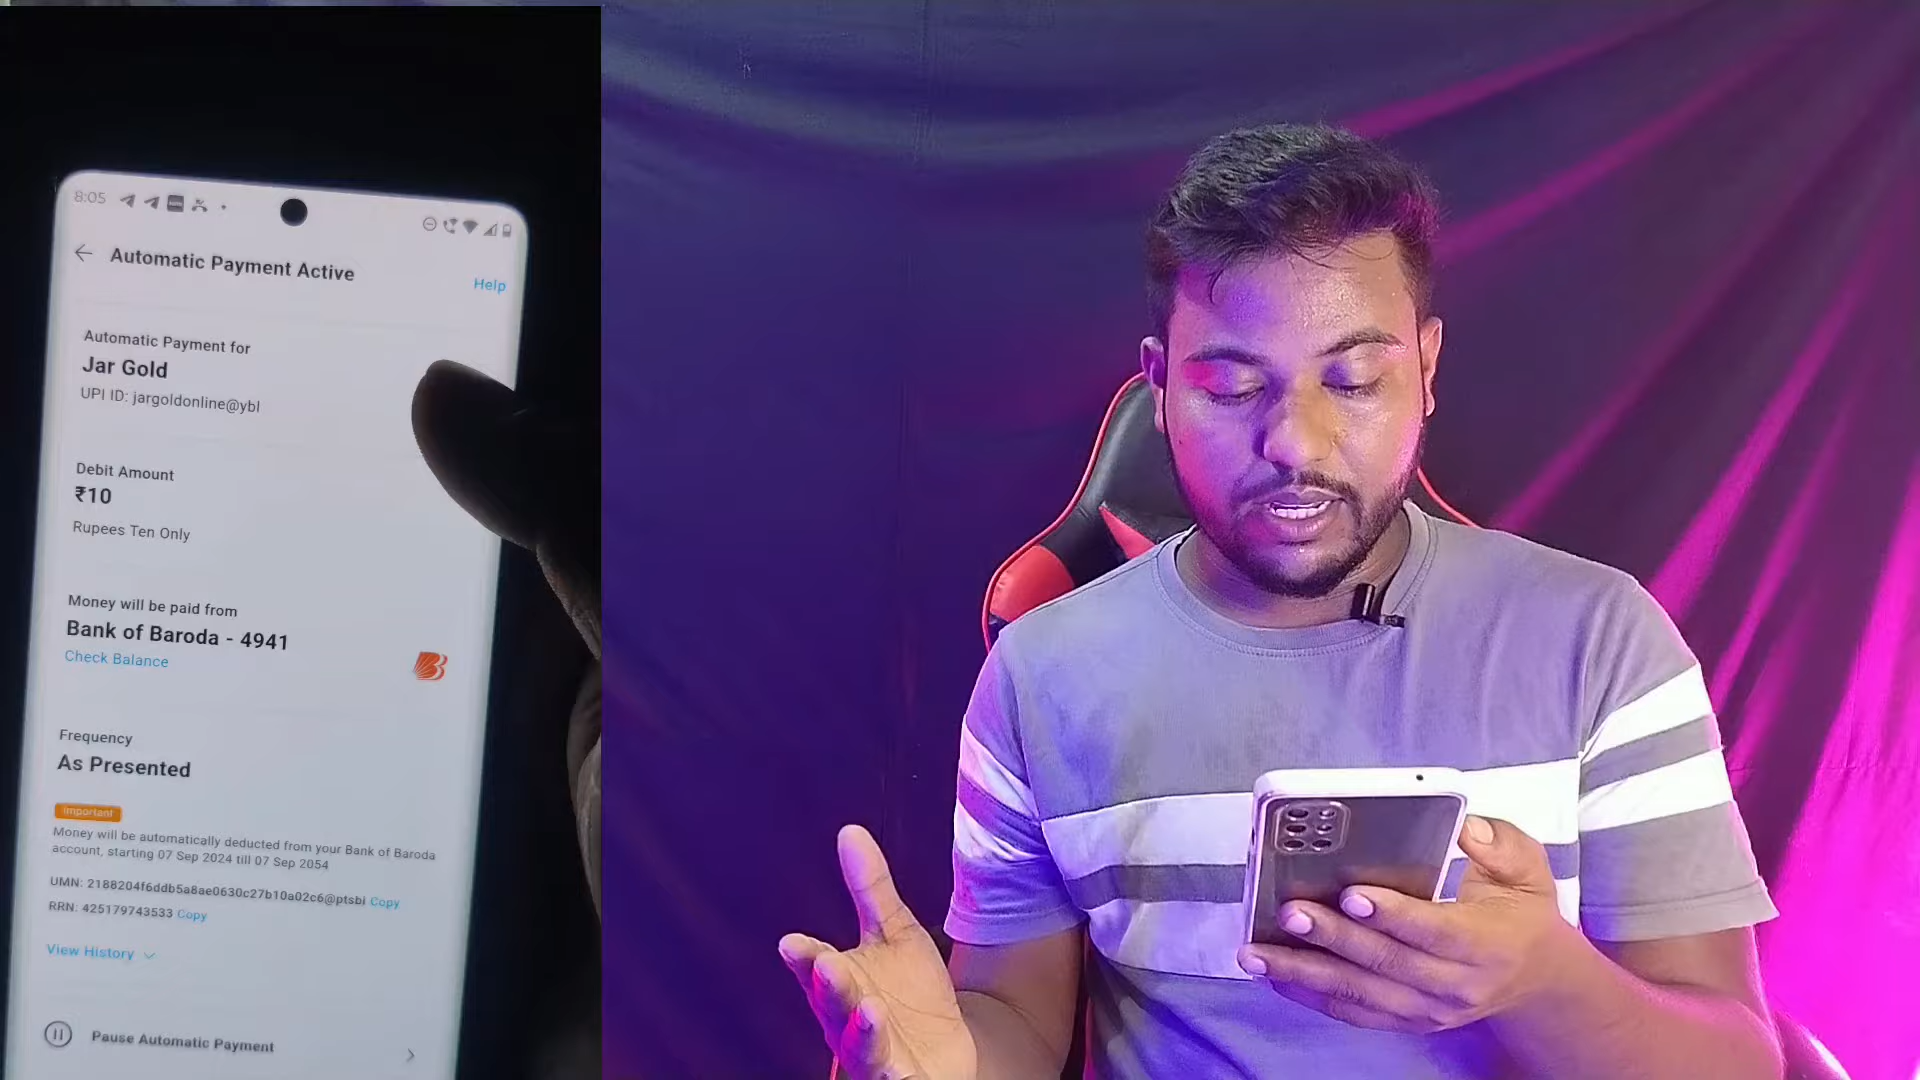 8:05
Automatic Payment Active
Help
Automatic Payment for
Jar Gold
UPI ID: jargoldonline@ybl
Debit Amount
₹10
Rupees Ten Only
Money will be paid from
Bank of Baroda - 4941
Check Balance
Frequency
As Presented
Important
Money will be automatically deducted from your Bank of Baroda
account, starting 07 Sep 2024 till 07 Sep 2054
UMN: 2188204f6ddb5a8ae0630c27b10a02c6@ptsbi Copy
RRN: 425179743533 Copy
View History
Pause Automatic Payment